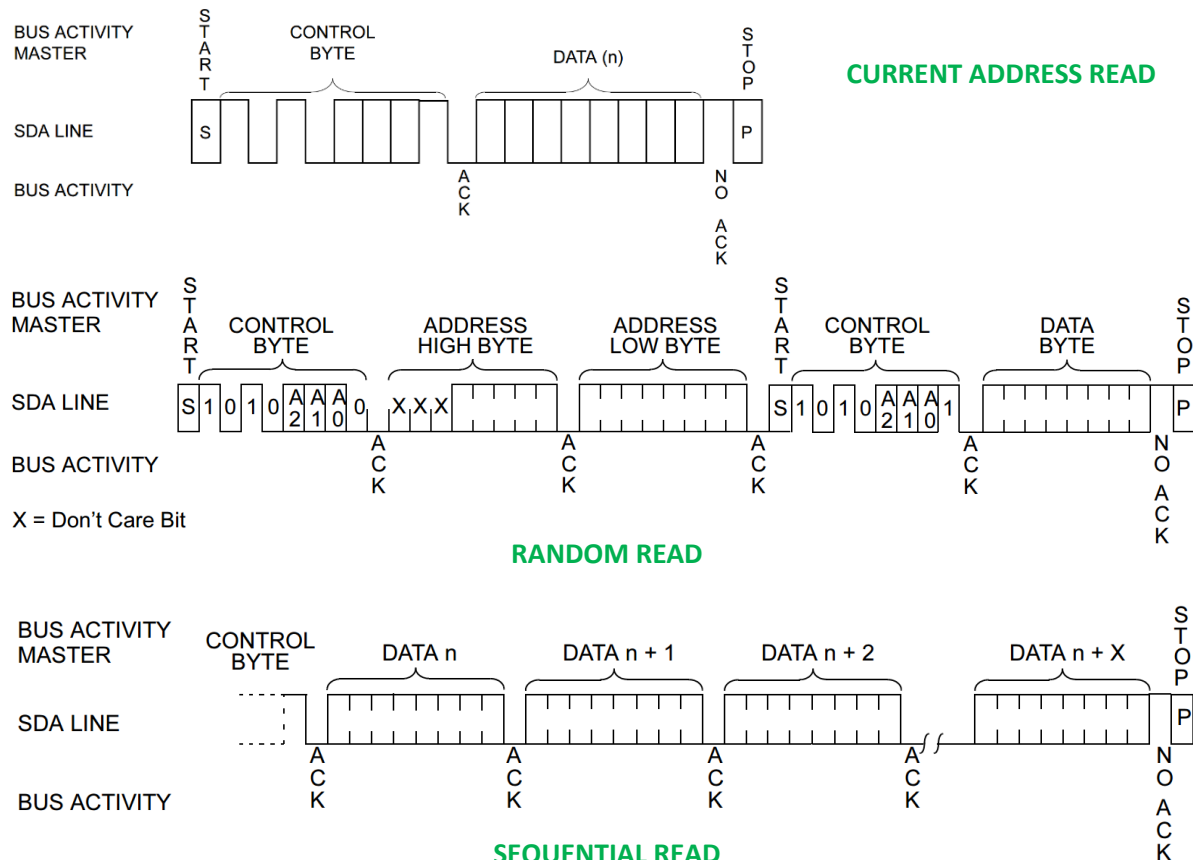 BUS ACTIVITY
MASTER
START
CONTROL
BYTE
DATA (n)
STOP
CURRENT ADDRESS READ
SDA LINE
S
P
BUS ACTIVITY
ACK
NO ACK
BUS ACTIVITY
MASTER
START
CONTROL
BYTE
ADDRESS
HIGH BYTE
ADDRESS
LOW BYTE
START
CONTROL
BYTE
DATA
BYTE
STOP
SDA LINE
S 1 0 1 0 A2 A1 A0 0
X X X
S 1 0 1 0 A2 A1 A0 1
P
BUS ACTIVITY
ACK
ACK
ACK
ACK
NO ACK
X = Don't Care Bit
RANDOM READ
BUS ACTIVITY
MASTER
CONTROL
BYTE
DATA n
DATA n + 1
DATA n + 2
DATA n + X
STOP
SDA LINE
P
BUS ACTIVITY
ACK
ACK
ACK
ACK
NO ACK
SEQUENTIAL READ